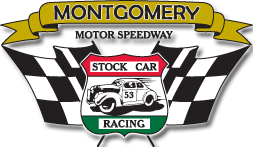 MONTGOMERY
MOTOR SPEEDWAY
STOCK CAR
53
RACING